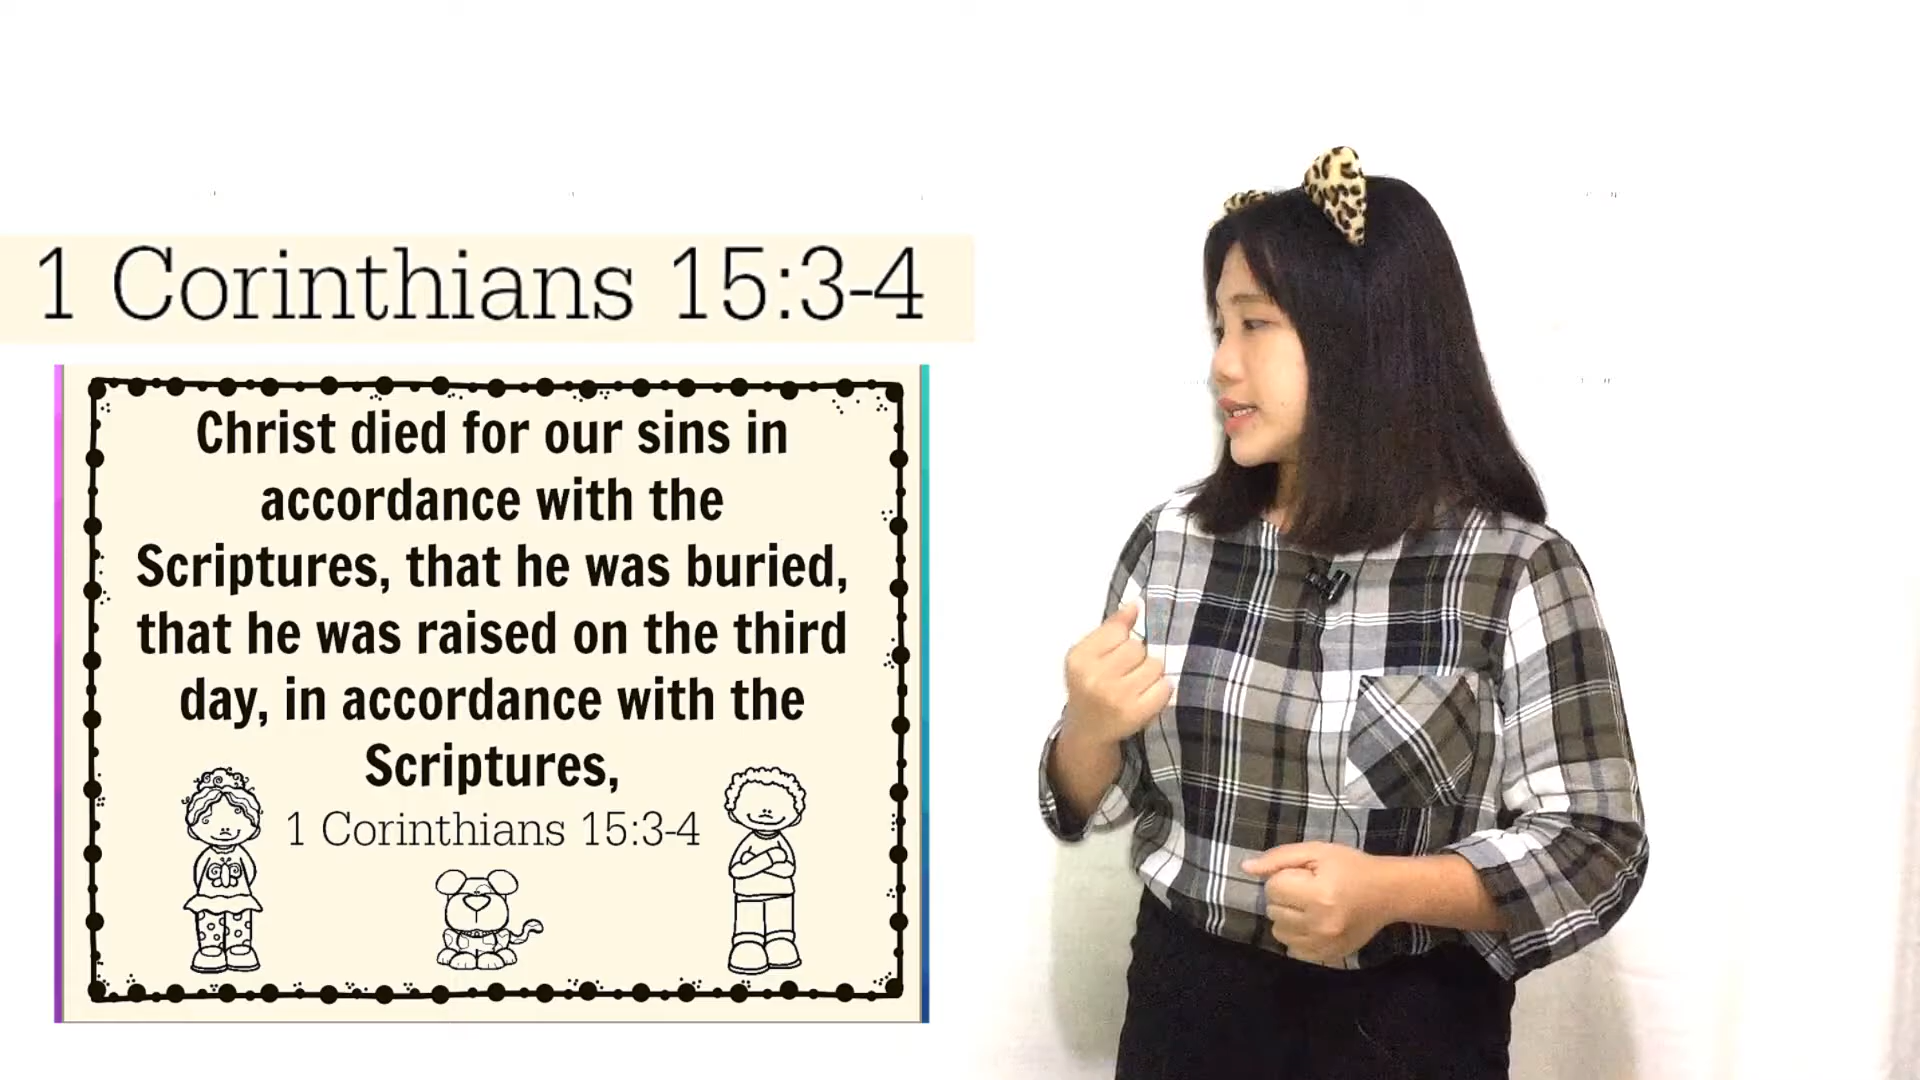 1 Corinthians 15:3-4
Christ died for our sins in
accordance with the
Scriptures, that he was buried,
that he was raised on the third
day, in accordance with the
Scriptures,
1 Corinthians 15:3-4